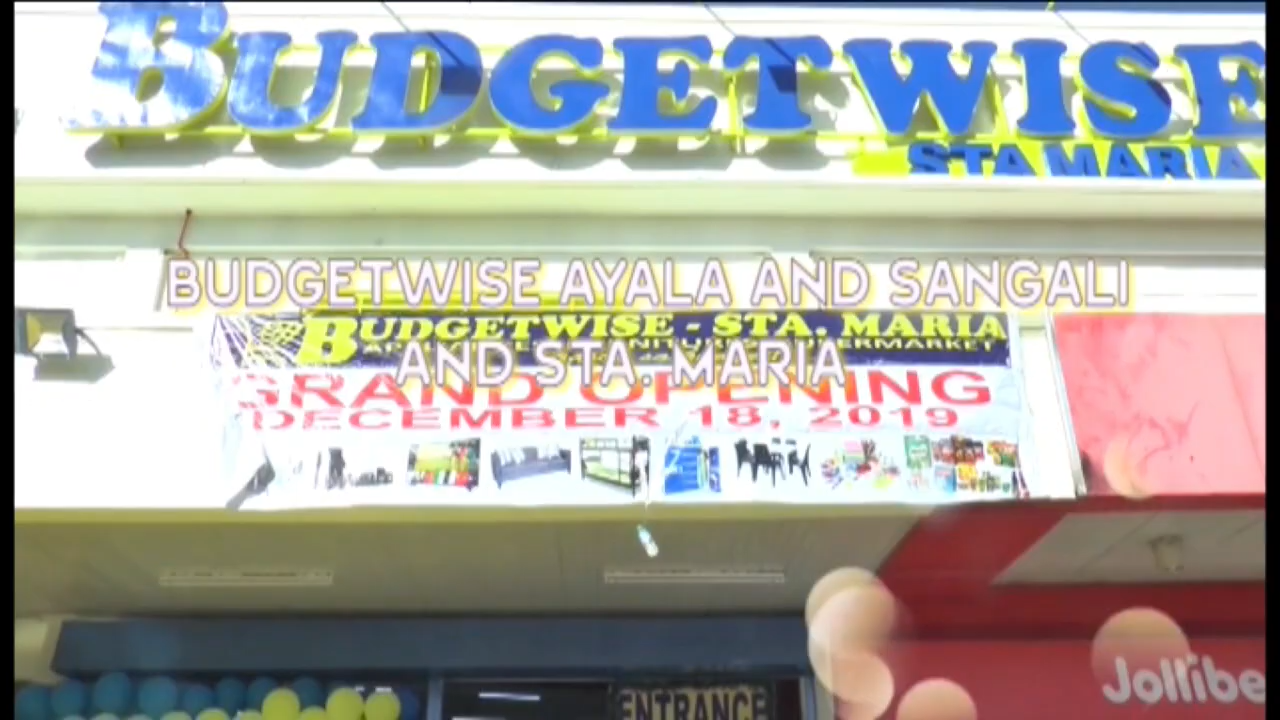 BUDGETWISE
STA MARIA
BUDGETWISE AYALA AND SANGALI
AND STA. MARIA
BUDGETWISE - STA. MARIA
SUPERMARKET
GRAND OPENING
DECEMBER 18, 2019
ENTRANCE
Jollibe